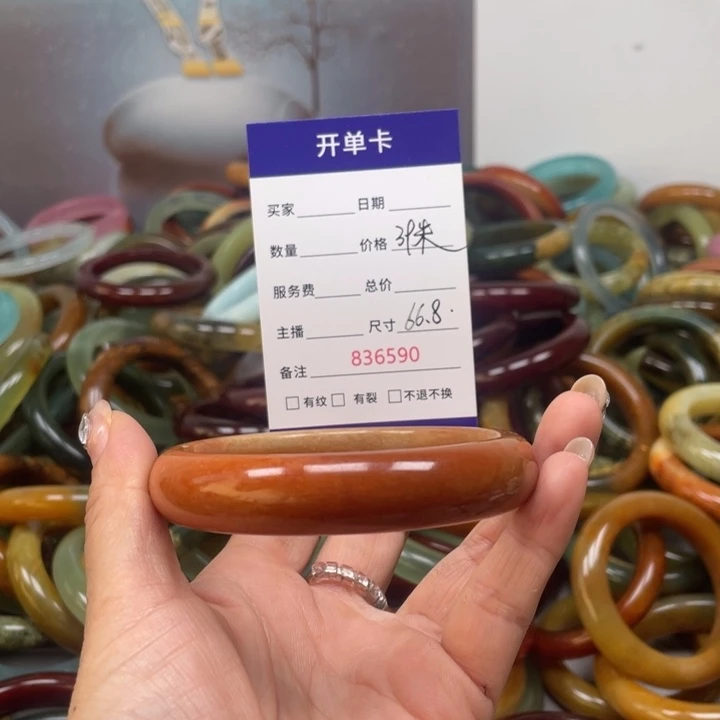 开单卡
买家 日期
数量 价格
服务费 总价
主播 尺寸 66.8.
836590
备注
有纹 有裂 不退不换